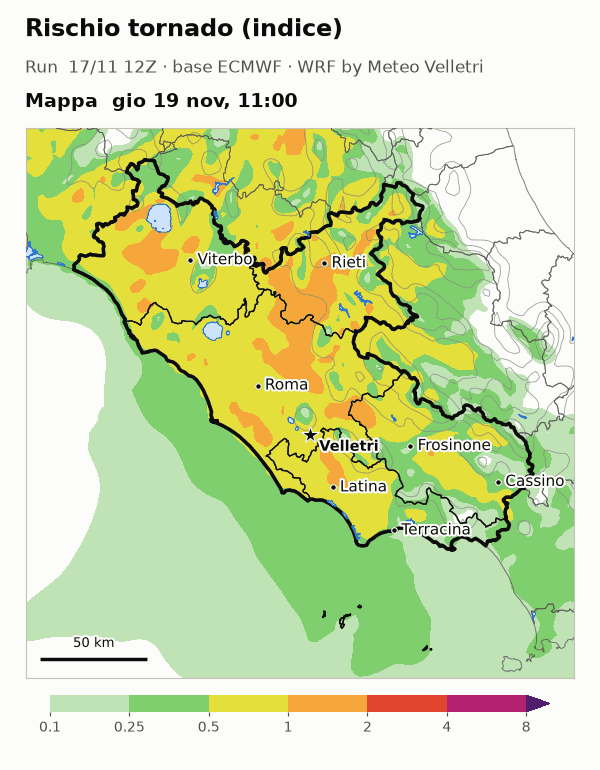 Rischio tornado (indice)
Run  17/11 12Z · base ECMWF · WRF by Meteo Velletri
Mappa  gio 19 nov, 11:00
Viterbo
Rieti
Roma
Velletri
Frosinone
Latina
Cassino
Terracina
50 km
0.1 0.25 0.5 1 2 4 8